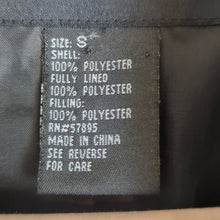 SIZE: S
SHELL:
100% POLYESTER
FULLY LINED
100% POLYESTER
FILLING:
100% POLYESTER
RN#57895
MADE IN CHINA
SEE REVERSE
FOR CARE